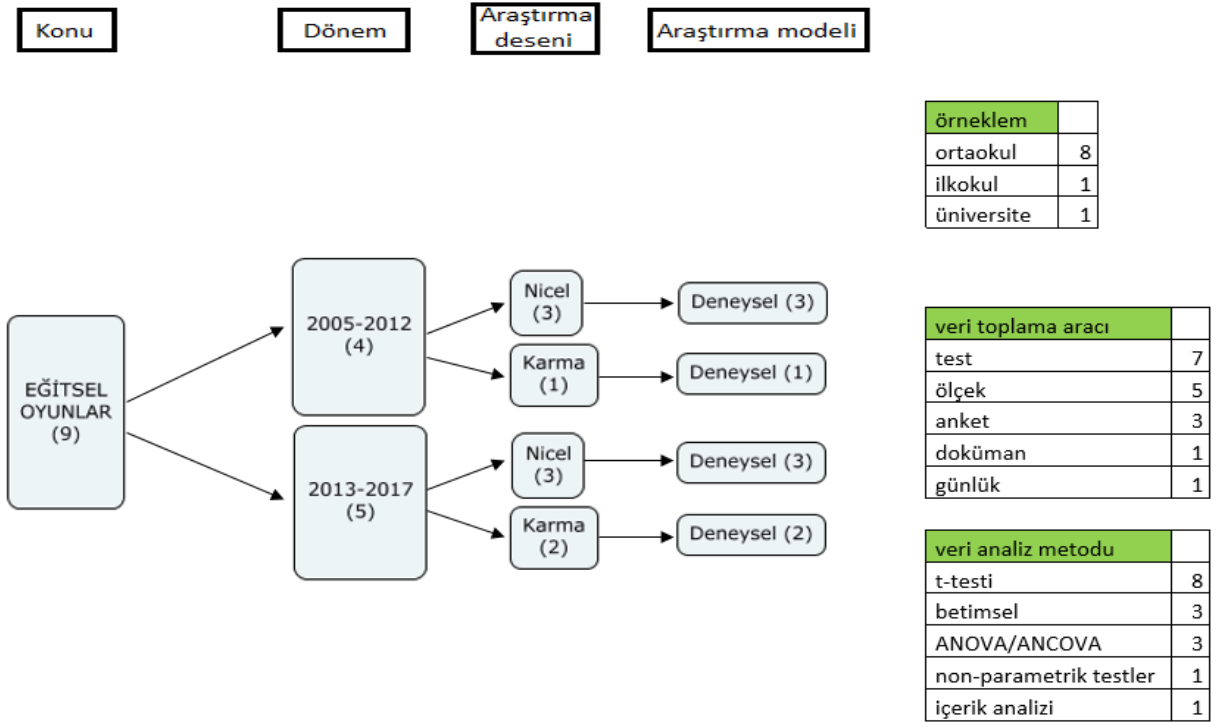 Konu
Dönem
Araştırma
deseni
Araştırma modeli
örneklem
ortaokul 8
ilkokul 1
üniversite 1
EĞİTSEL
OYUNLAR
(9)
2005-2012
(4)
Nicel
(3)
Deneysel (3)
Karma
(1)
Deneysel (1)
2013-2017
(5)
Nicel
(3)
Deneysel (3)
Karma
(2)
Deneysel (2)
veri toplama aracı
test 7
ölçek 5
anket 3
doküman 1
günlük 1
veri analiz metodu
t-testi 8
betimsel 3
ANOVA/ANCOVA 3
non-parametrik testler 1
içerik analizi 1